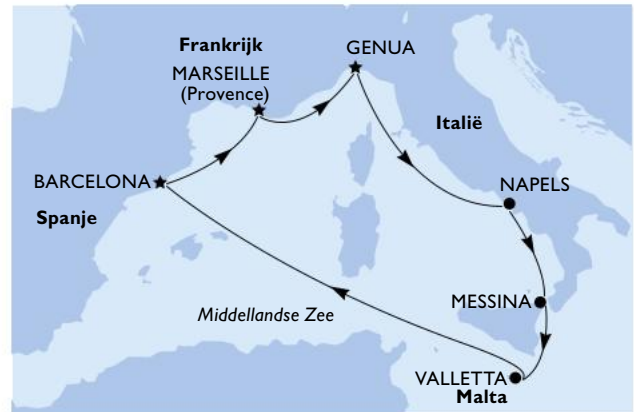 Frankrijk
GENUA
MARSEILLE
(Provence)
Italië
BARCELONA
NAPELS
Spanje
MESSINA
Middellandse Zee
VALLETTA
Malta